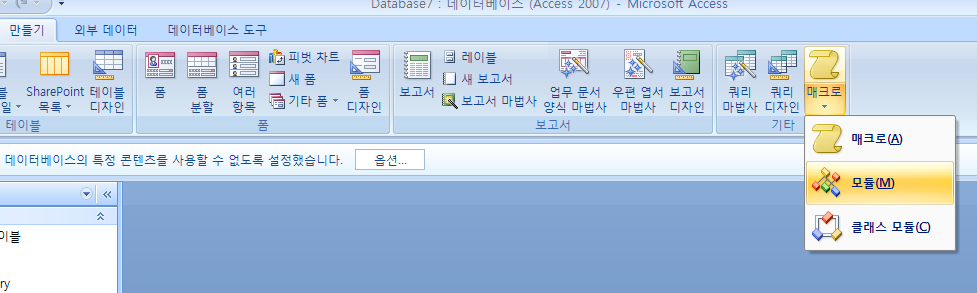 Database7 : 데이터베이스 (Access 2007) - Microsoft Access
만들기 외부 데이터 데이터베이스 도구
SharePoint 목록 테이블 디자인
폼 폼 분할 여러 항목 피벗 차트 새 폼 기타 폼 폼 디자인
보고서 레이블 새 보고서 보고서 마법사 업무 문서 양식 마법사 우편 엽서 마법사 보고서 디자인
쿼리 마법사 쿼리 디자인 매크로
테이블 폼 보고서 기타
매크로(A)
데이터베이스의 특정 콘텐츠를 사용할 수 없도록 설정했습니다. 옵션...
모듈(M)
클래스 모듈(C)